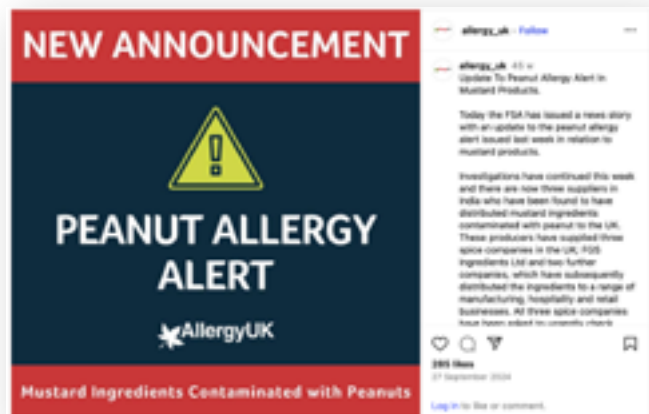 NEW ANNOUNCEMENT
PEANUT ALLERGY
ALERT
AllergyUK
Mustard Ingredients Contaminated with Peanuts
allergy_uk · Follow
allergy_uk 45 w
Update To Peanut Allergy Alert In
Mustard Products.
Today the FSA has issued a news story
with an update to the peanut allergy
alert issued last week in relation to
mustard products.
Investigations have continued this week
and there are now three suppliers in
India who have been found to have
distributed mustard ingredients
contaminated with peanut to the UK.
These producers have supplied three
spice companies in the UK; FGS
Ingredients Ltd and two further
companies, which have subsequently
distributed the ingredients to a range of
manufacturing, hospitality and retail
businesses. All three spice companies
have been asked to urgently check
285 likes
27 September 2024
Log in to like or comment.